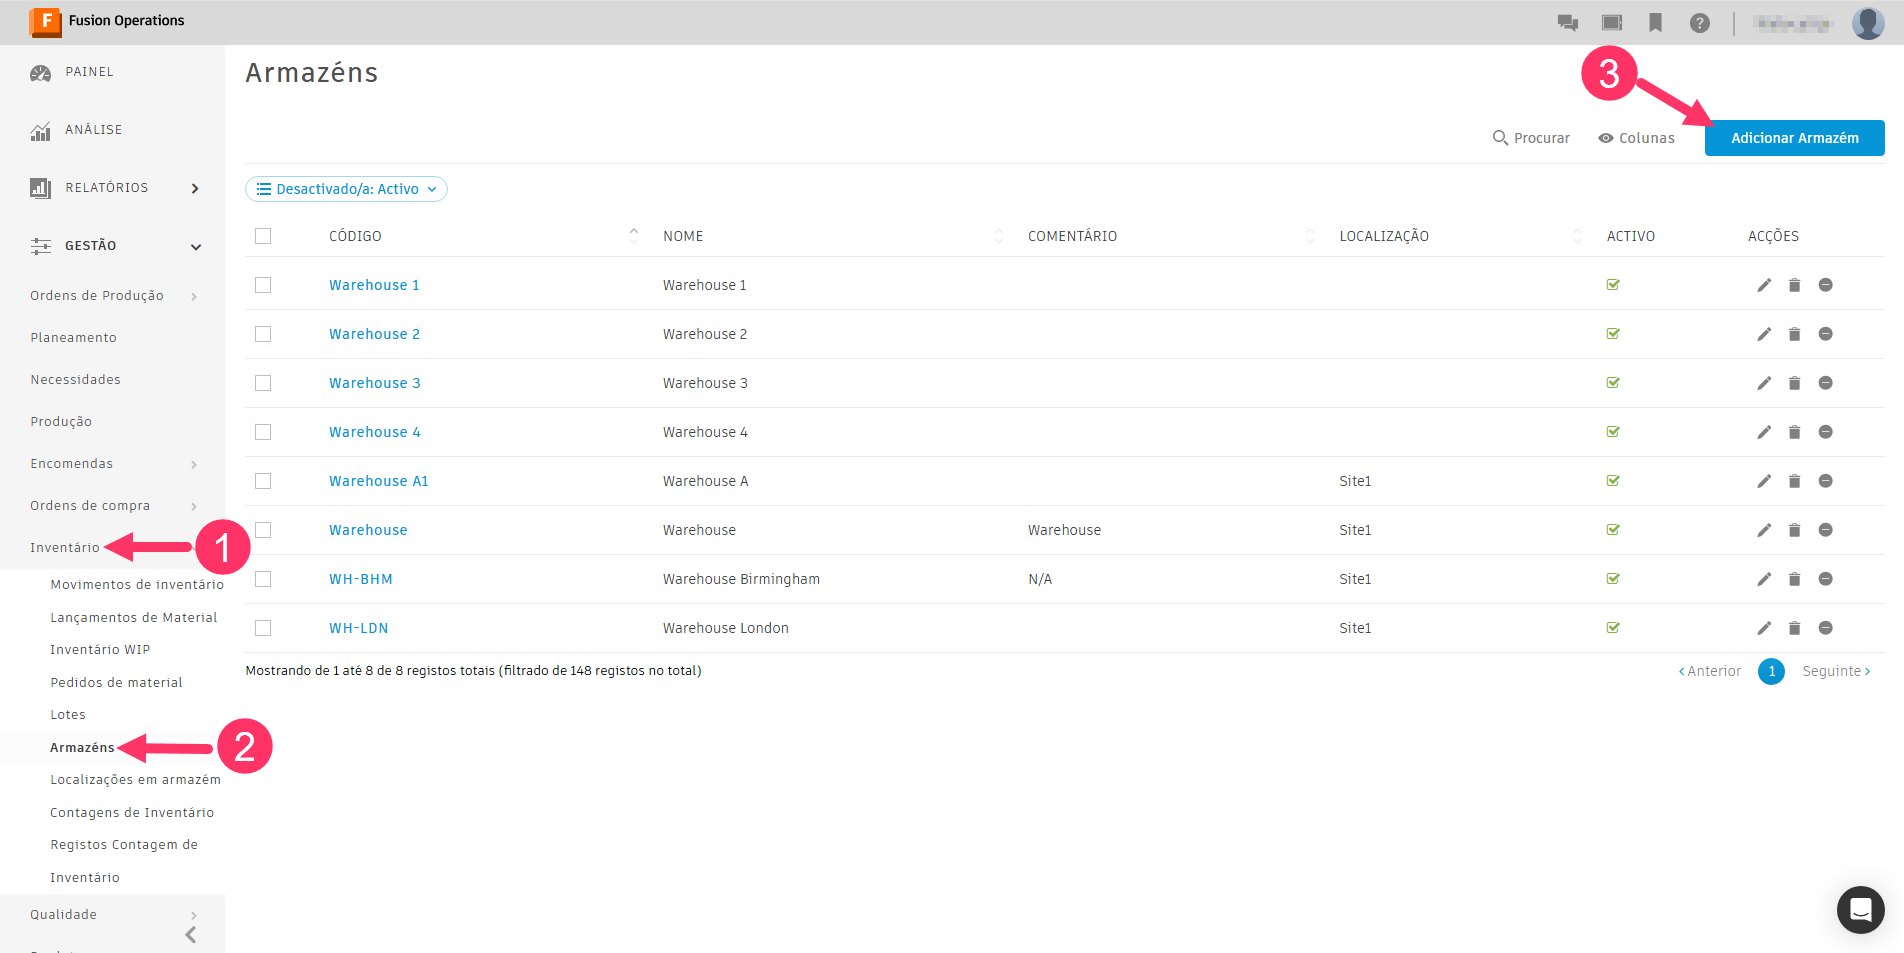 F Fusion Operations
?
PAINEL
ANÁLISE
RELATÓRIOS
GESTÃO
Ordens de Produção
Planeamento
Necessidades
Produção
Encomendas
Ordens de compra
Inventário
1
Movimentos de inventário
Lançamentos de Material
Inventário WIP
Pedidos de material
Lotes
Armazéns
2
Localizações em armazém
Contagens de Inventário
Registos Contagem de
Inventário
Qualidade
Armazéns
3
Procurar
Colunas
Adicionar Armazém
Desactivado/a: Activo
CÓDIGO NOME COMENTÁRIO LOCALIZAÇÃO ACTIVO ACÇÕES
Warehouse 1 Warehouse 1
Warehouse 2 Warehouse 2
Warehouse 3 Warehouse 3
Warehouse 4 Warehouse 4
Warehouse A1 Warehouse A Site1
Warehouse Warehouse Warehouse Site1
WH-BHM Warehouse Birmingham N/A Site1
WH-LDN Warehouse London Site1
Mostrando de 1 até 8 de 8 registos totais (filtrado de 148 registos no total)
Anterior 1 Seguinte